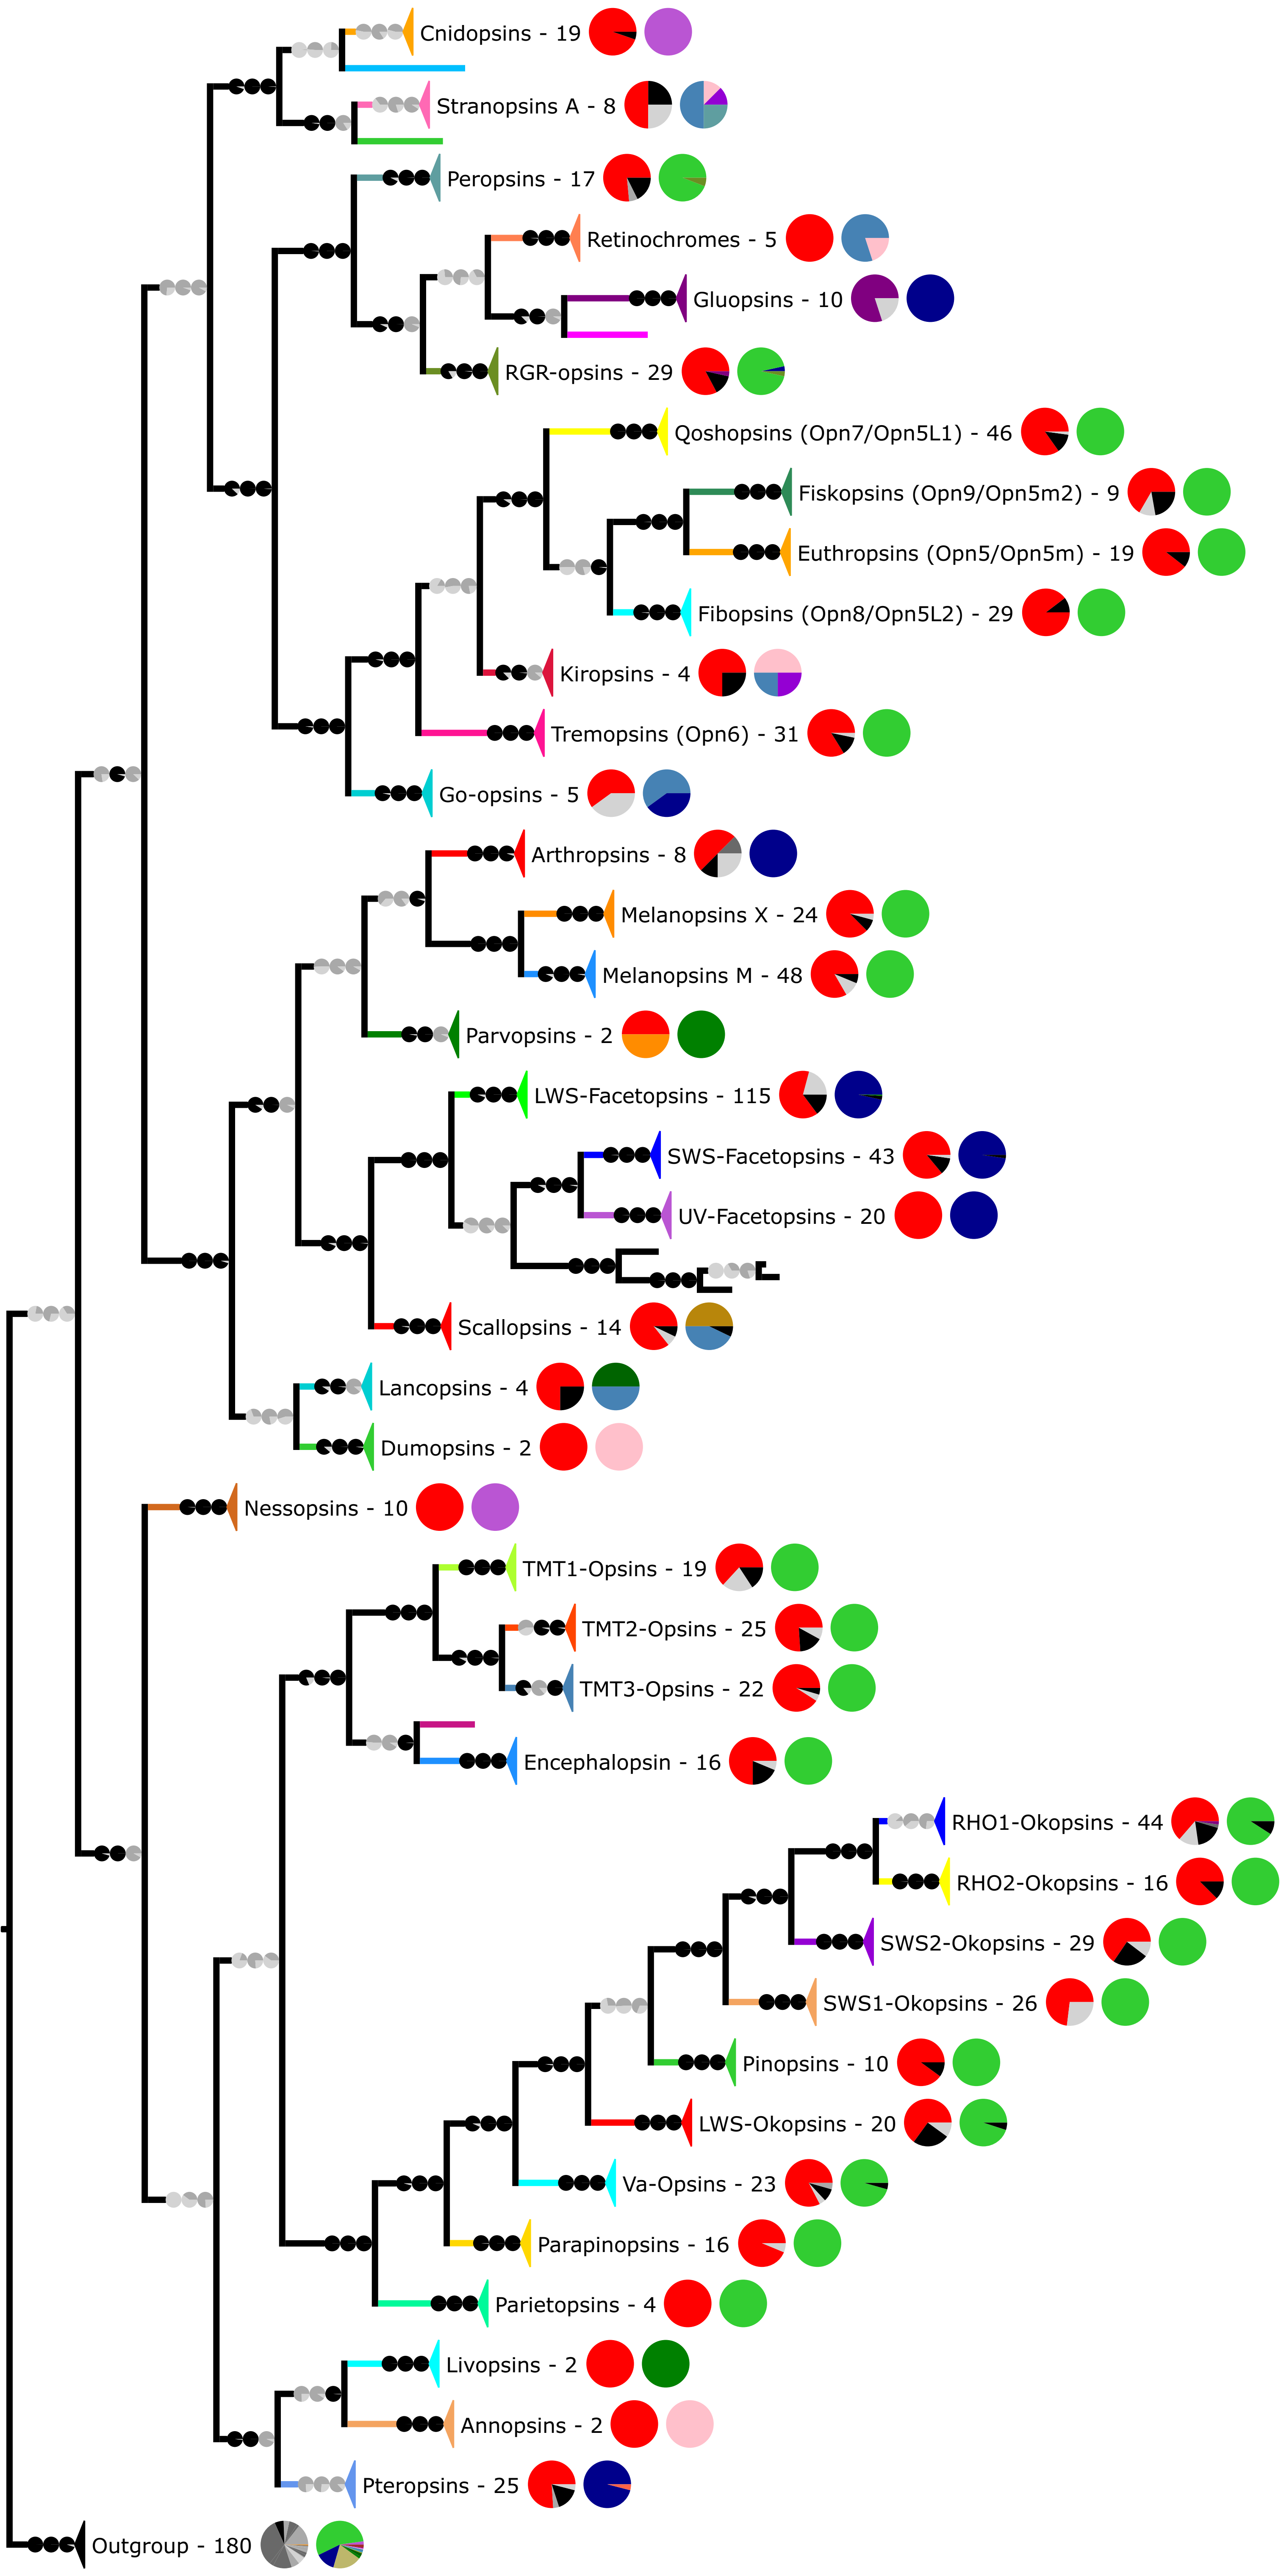 Cnidopsins - 19
Stranopsins A - 8
Peropsins - 17
Retinochromes - 5
Gluopsins - 10
RGR-opsins - 29
Qoshopsins (Opn7/Opn5L1) - 46
Fiskopsins (Opn9/Opn5m2) - 9
Euthropsins (Opn5/Opn5m) - 19
Fibopsins (Opn8/Opn5L2) - 29
Kiropsins - 4
Tremopsins (Opn6) - 31
Go-opsins - 5
Arthropsins - 8
Melanopsins X - 24
Melanopsins M - 48
Parvopsins - 2
LWS-Facetopsins - 115
SWS-Facetopsins - 43
UV-Facetopsins - 20
Scallopsins - 14
Lancopsins - 4
Dumopsins - 2
Nessopsins - 10
TMT1-Opsins - 19
TMT2-Opsins - 25
TMT3-Opsins - 22
Encephalopsin - 16
RHO1-Okopsins - 44
RHO2-Okopsins - 16
SWS2-Okopsins - 29
SWS1-Okopsins - 26
Pinopsins - 10
LWS-Okopsins - 20
Va-Opsins - 23
Parapinopsins - 16
Parietopsins - 4
Livopsins - 2
Annopsins - 2
Pteropsins - 25
Outgroup - 180